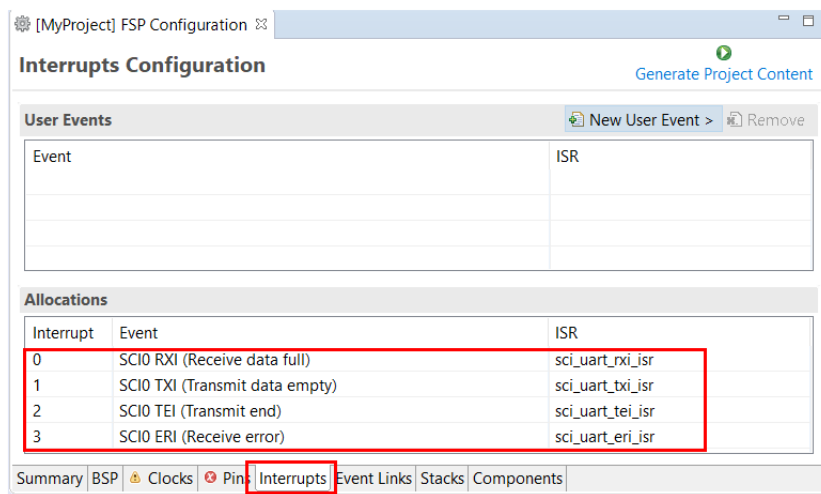 [MyProject] FSP Configuration
Interrupts Configuration
Generate Project Content
User Events New User Event > Remove
Event ISR
Allocations
Interrupt Event ISR
0 SCI0 RXI (Receive data full) sci_uart_rxi_isr
1 SCI0 TXI (Transmit data empty) sci_uart_txi_isr
2 SCI0 TEI (Transmit end) sci_uart_tei_isr
3 SCI0 ERI (Receive error) sci_uart_eri_isr
Summary BSP Clocks Pins Interrupts Event Links Stacks Components